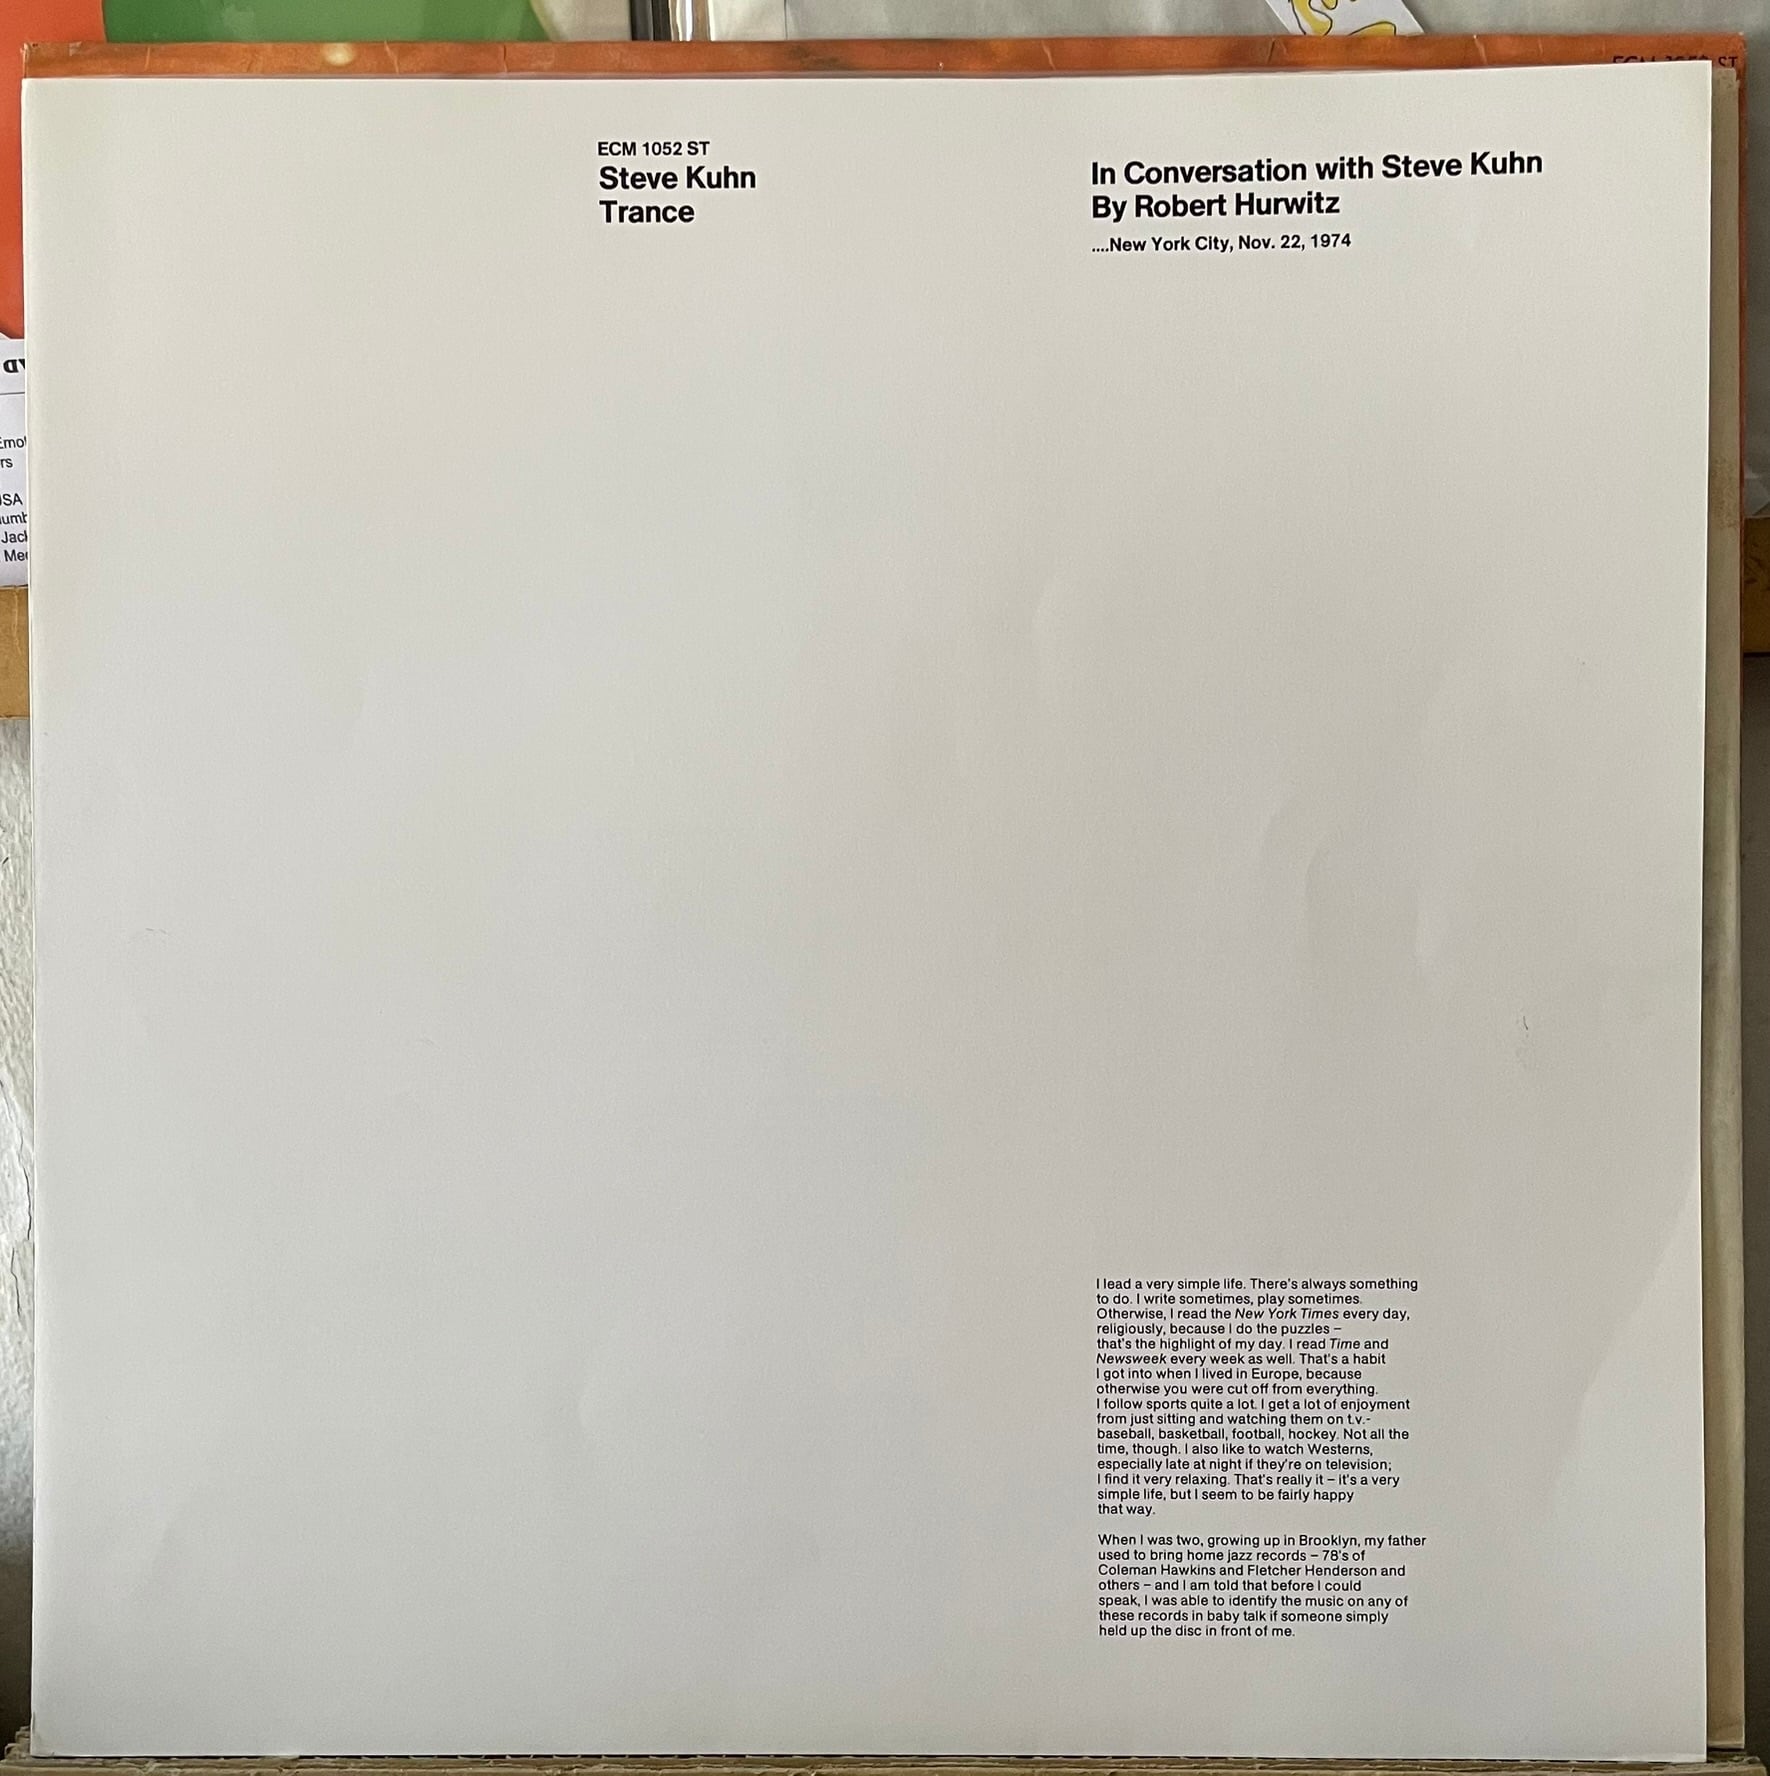 ECM 1052 ST
Steve Kuhn
Trance
In Conversation with Steve Kuhn
By Robert Hurwitz
....New York City, Nov. 22, 1974
I lead a very simple life. There's always something
to do. I write sometimes, play sometimes.
Otherwise, I read the New York Times every day,
religiously, because I do the puzzles –
that's the highlight of my day. I read Time and
Newsweek every week as well. That's a habit
I got into when I lived in Europe, because
otherwise you were cut off from everything.
I follow sports quite a lot. I get a lot of enjoyment
from just sitting and watching them on t.v.-
baseball, basketball, football, hockey. Not all the
time, though. I also like to watch Westerns,
especially late at night if they're on television;
I find it very relaxing. That's really it – it's a very
simple life, but I seem to be fairly happy
that way.
When I was two, growing up in Brooklyn, my father
used to bring home jazz records – 78's of
Coleman Hawkins and Fletcher Henderson and
others – and I am told that before I could
speak, I was able to identify the music on any of
these records in baby talk if someone simply
held up the disc in front of me.